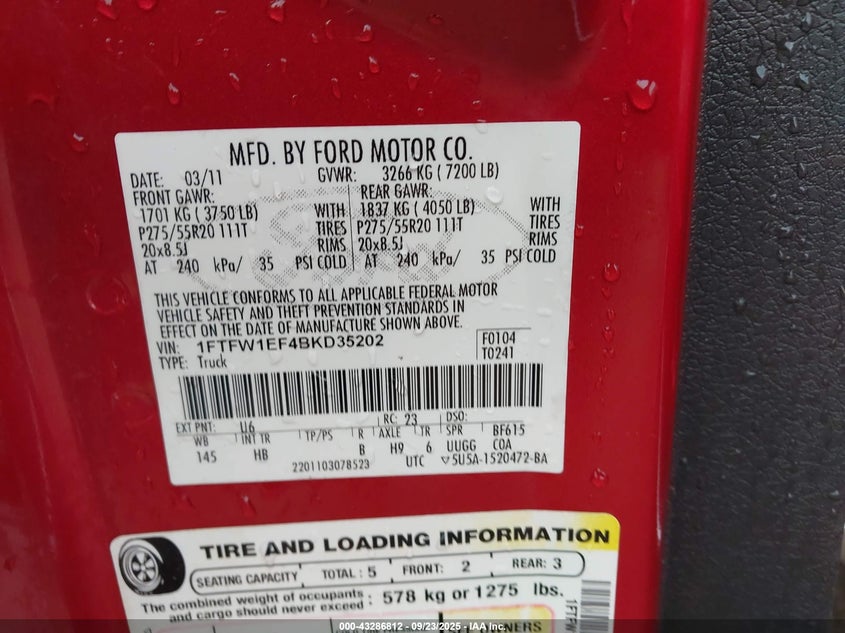 MFD. BY FORD MOTOR CO.
DATE: 03/11 GVWR: 3266 KG ( 7200 LB)
FRONT GAWR: REAR GAWR:
1701 KG ( 3750 LB) WITH 1837 KG ( 4050 LB) WITH
P275/55R20 111T TIRES P275/55R20 111T TIRES
20x8.5J RIMS 20x8.5J RIMS
AT 240 kPa/ 35 PSI COLD AT 240 kPa/ 35 PSI COLD
THIS VEHICLE CONFORMS TO ALL APPLICABLE FEDERAL MOTOR
VEHICLE SAFETY AND THEFT PREVENTION STANDARDS IN
EFFECT ON THE DATE OF MANUFACTURE SHOWN ABOVE.
VIN: 1FTFW1EF4BKD35202 F0104
TYPE: Truck T0241
EXT PNT: U6 RC: 23 DSO:
WB INT TR TP/PS R AXLE TR SPR BF615
145 HB B H9 6 UUGG COA
2201103078523 UTC ▽5U5A-1520472-BA
TIRE AND LOADING INFORMATION
SEATING CAPACITY TOTAL : 5 FRONT: 2 REAR: 3
The combined weight of occupants and cargo should never exceed : 578 kg or 1275 lbs.
1FTFW
000-43286812 - 09/23/2025 - IAA Inc.